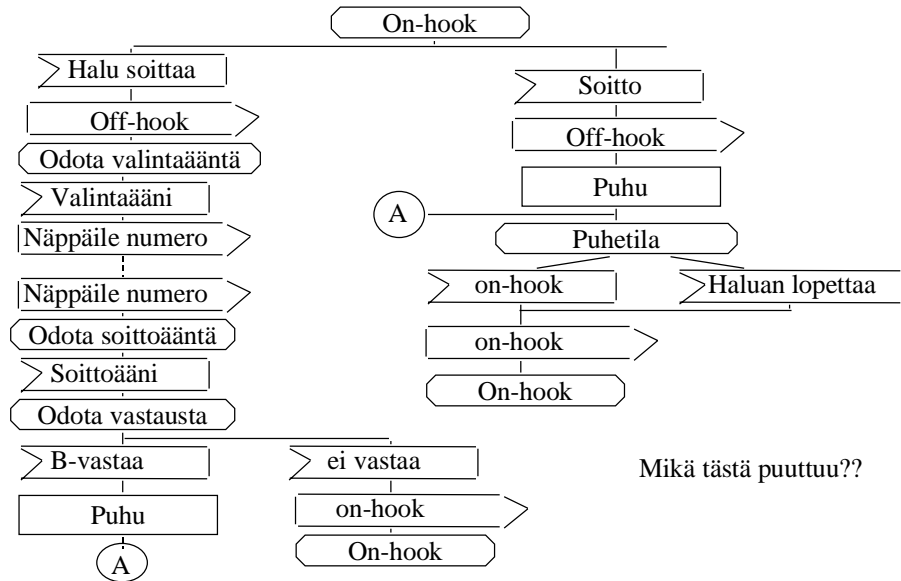 On-hook
Halu soittaa
Off-hook
Odota valintaääntä
Valintaääni
Näppäile numero
Näppäile numero
Odota soittoääntä
Soittoääni
Odota vastausta
B-vastaa
Puhu
A
ei vastaa
on-hook
On-hook
Soitto
Off-hook
Puhu
A
Puhetila
on-hook
Haluan lopettaa
on-hook
On-hook
Mikä tästä puuttuu??